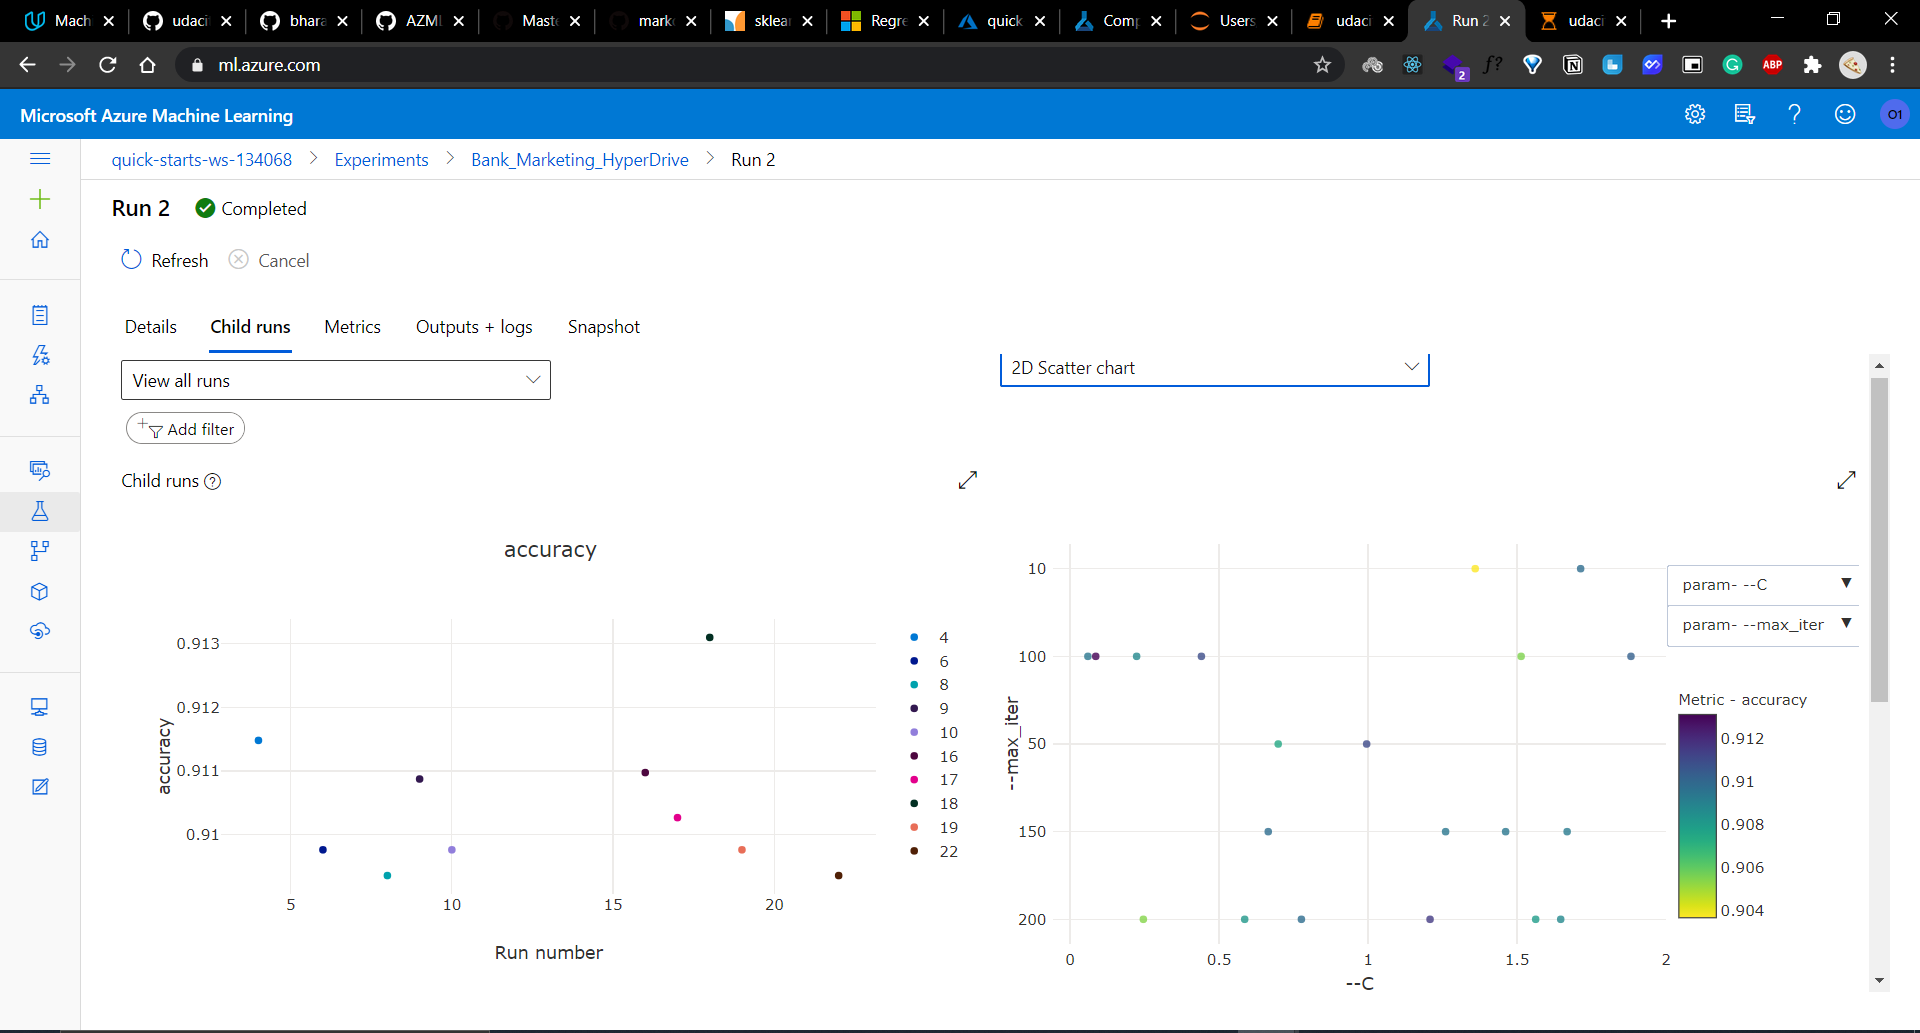 Machi
udaci
bhara
AZML
Maste
marko
sklear
Regre
quick
Comp
Users
udaci
Run 2
udaci
ml.azure.com
2
f?
N
G
ABP
Microsoft Azure Machine Learning
O1
quick-starts-ws-134068 > Experiments > Bank_Marketing_HyperDrive > Run 2
Run 2 Completed
Refresh Cancel
Details Child runs Metrics Outputs + logs Snapshot
View all runs
2D Scatter chart
Add filter
Child runs
accuracy
0.913
0.912
0.911
0.91
accuracy
5 10 15 20
Run number
4
6
8
9
10
16
17
18
19
22
10
100
50
150
200
--max_iter
0 0.5 1 1.5 2
--C
param- --C
param- --max_iter
Metric - accuracy
0.912
0.91
0.908
0.906
0.904